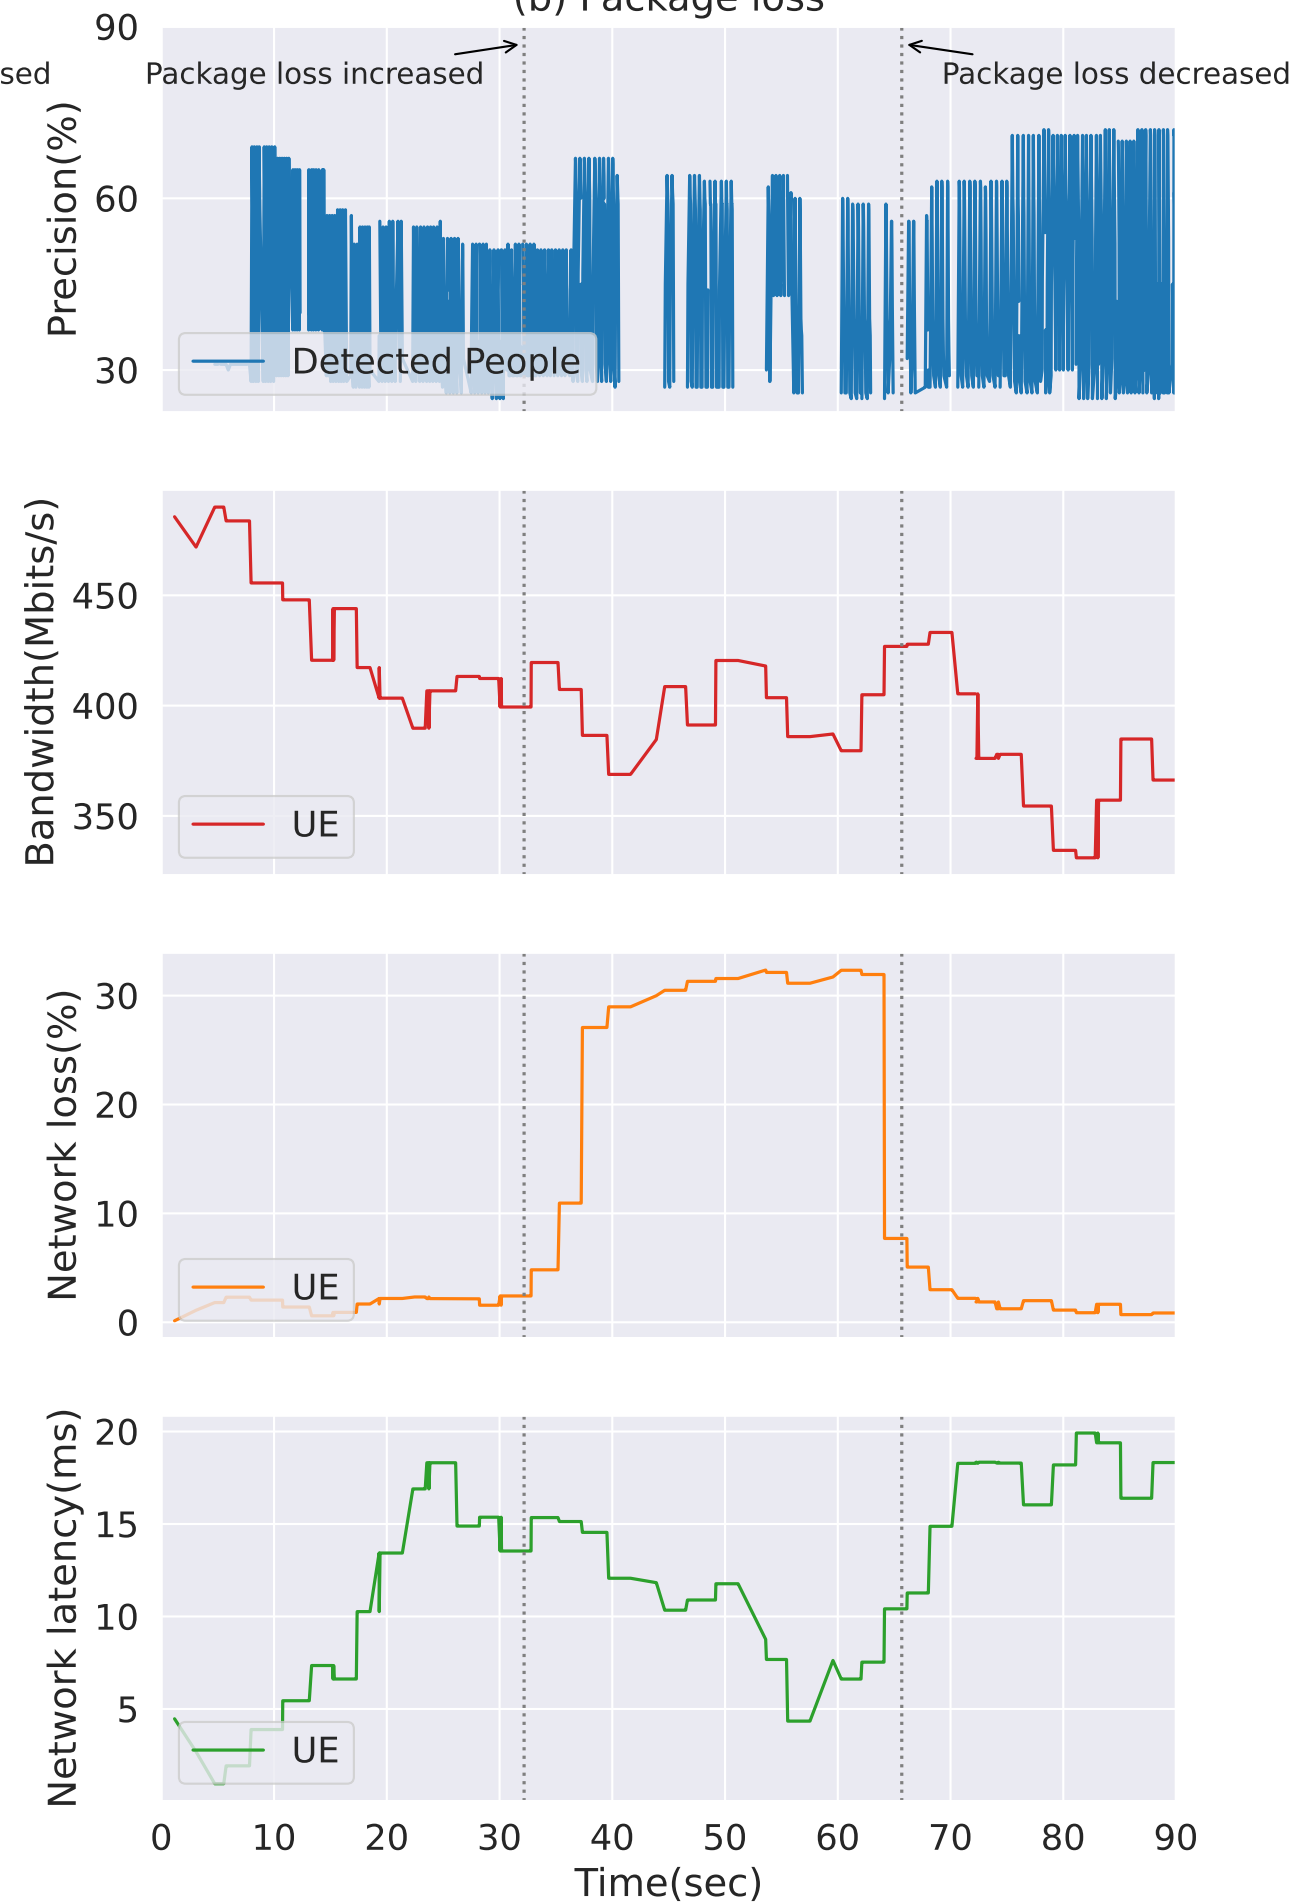 (b) Package loss
sed
Package loss increased
Package loss decreased
Precision(%)
90
60
30
Detected People
Bandwidth(Mbits/s)
450
400
350
UE
Network loss(%)
30
20
10
0
UE
Network latency(ms)
20
15
10
5
UE
0 10 20 30 40 50 60 70 80 90
Time(sec)